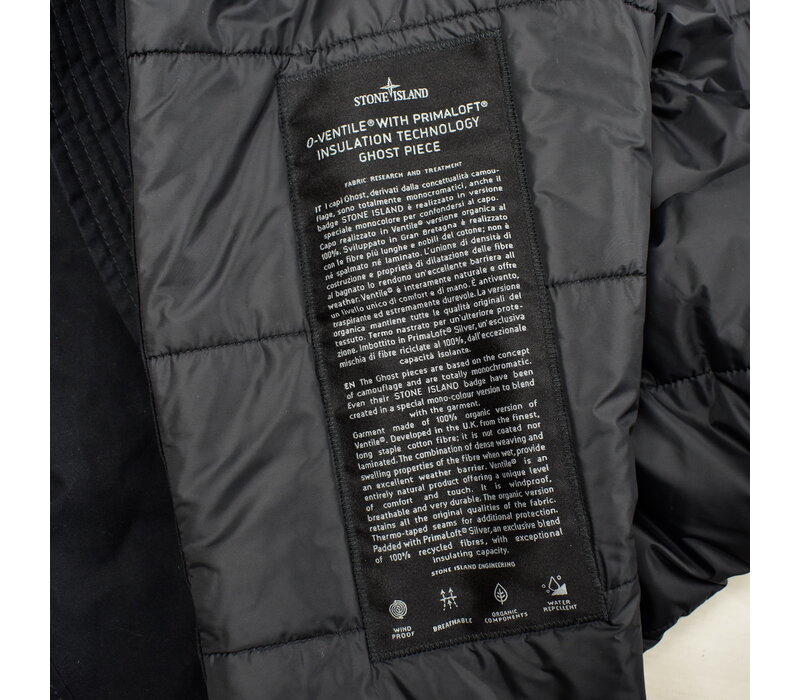 STONE ISLAND
O-VENTILE® WITH PRIMALOFT®
INSULATION TECHNOLOGY
GHOST PIECE
FABRIC RESEARCH AND TREATMENT
IT I capi Ghost, derivati dalla concettualità camou-
flage, sono totalmente monocromatici, anche il
badge STONE ISLAND è realizzato in versione
speciale monocolore per confondersi al capo.
Capo realizzato in Ventile® versione organica al
100%. Sviluppato in Gran Bretagna è realizzato
con le fibre più lunghe e nobili del cotone; non è
né spalmato né laminato. L'unione di densità di
costruzione e proprietà di dilatazione delle fibre
al bagnato lo rendono un'eccellente barriera all
weather. Ventile® è interamente naturale e offre
un livello unico di comfort e di mano. È antivento,
traspirante ed estremamente durevole. La versione
organica mantiene tutte le qualità originali del
tessuto. Termo nastrato per un'ulteriore prote-
zione. Imbottito in PrimaLoft® Silver, un'esclusiva
mischia di fibre riciclate al 100%, dall'eccezionale
capacità isolante.
EN The Ghost pieces are based on the concept
of camouflage and are totally monochromatic.
Even their STONE ISLAND badge have been
created in a special mono-colour version to blend
with the garment.
Garment made of 100% organic version of
Ventile®. Developed in the U.K. from the finest,
long staple cotton fibre; it is not coated nor
laminated. The combination of dense weaving and
swelling properties of the fibre when wet, provide
an excellent weather barrier. Ventile® is an
entirely natural product offering a unique level
of comfort and touch. It is windproof,
breathable and very durable. The organic version
retains all the original qualities of the fabric.
Thermo-taped seams for additional protection.
Padded with PrimaLoft® Silver, an exclusive blend
of 100% recycled fibres, with exceptional
insulating capacity.
STONE ISLAND ENGINEERING
WIND
PROOF
BREATHABLE
ORGANIC
COMPONENTS
WATER
REPELLENT